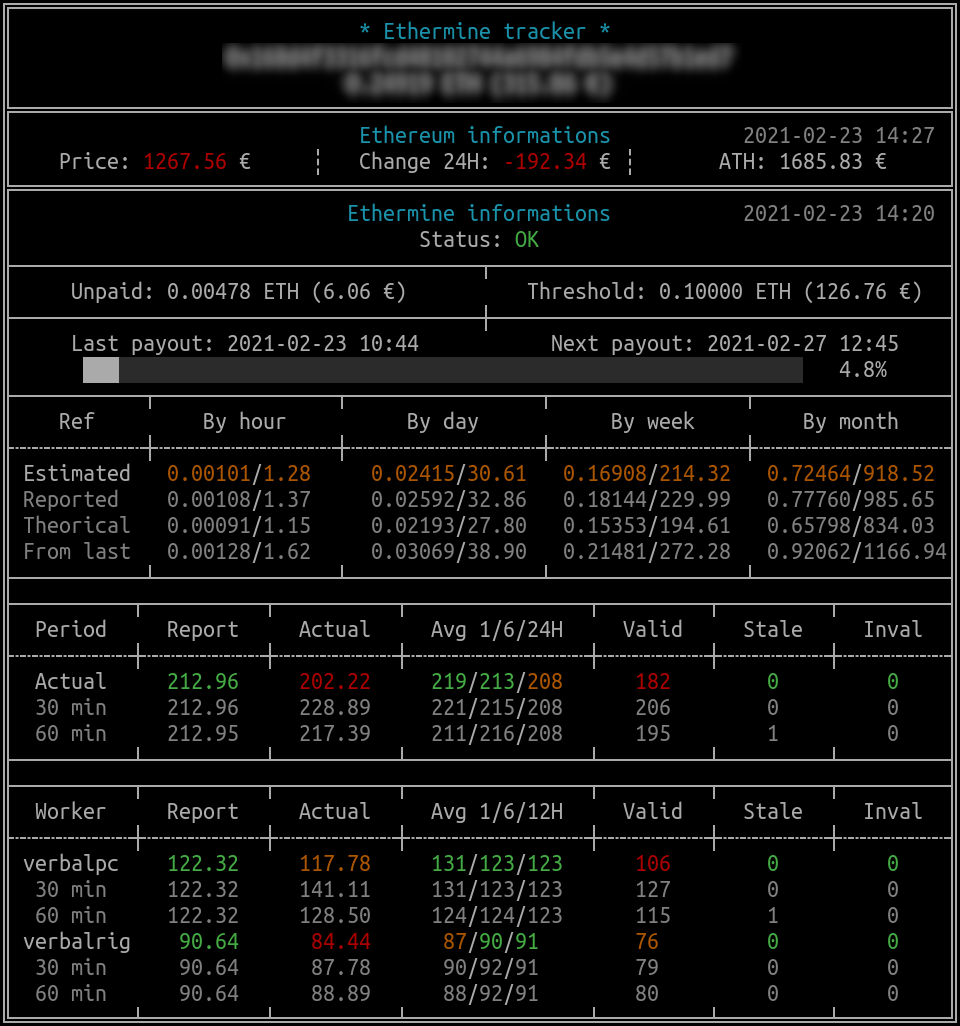 * Ethermine tracker *
Ethereum informations 2021-02-23 14:27
Price: 1267.56 € ¦ Change 24H: -192.34 € ¦ ATH: 1685.83 €
Ethermine informations 2021-02-23 14:20
Status: OK
Unpaid: 0.00478 ETH (6.06 €) Threshold: 0.10000 ETH (126.76 €)
Last payout: 2021-02-23 10:44 Next payout: 2021-02-27 12:45
4.8%
Ref By hour By day By week By month
Estimated 0.00101/1.28 0.02415/30.61 0.16908/214.32 0.72464/918.52
Reported 0.00108/1.37 0.02592/32.86 0.18144/229.99 0.77760/985.65
Theorical 0.00091/1.15 0.02193/27.80 0.15353/194.61 0.65798/834.03
From last 0.00128/1.62 0.03069/38.90 0.21481/272.28 0.92062/1166.94
Period Report Actual Avg 1/6/24H Valid Stale Inval
Actual 212.96 202.22 219/213/208 182 0 0
30 min 212.96 228.89 221/215/208 206 0 0
60 min 212.95 217.39 211/216/208 195 1 0
Worker Report Actual Avg 1/6/12H Valid Stale Inval
verbalpc 122.32 117.78 131/123/123 106 0 0
30 min 122.32 141.11 131/123/123 127 0 0
60 min 122.32 128.50 124/124/123 115 1 0
verbalrig 90.64 84.44 87/90/91 76 0 0
30 min 90.64 87.78 90/92/91 79 0 0
60 min 90.64 88.89 88/92/91 80 0 0